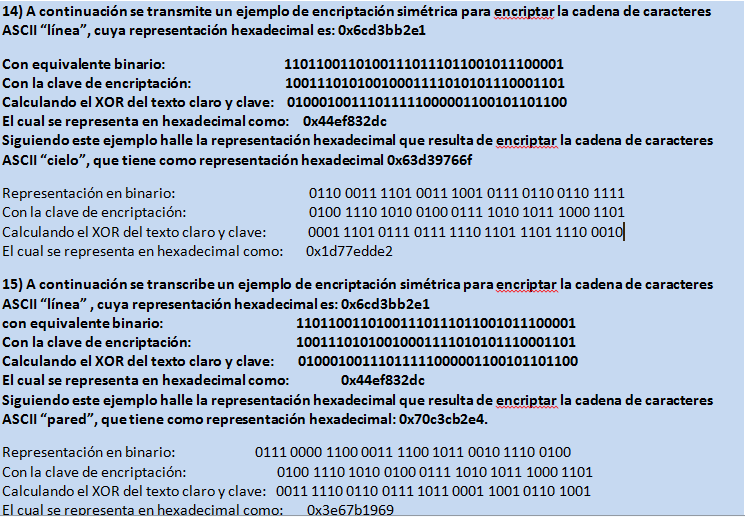 14) A continuación se transmite un ejemplo de encriptación simétrica para encriptar la cadena de caracteres
ASCII “línea”, cuya representación hexadecimal es: 0x6cd3bb2e1
Con equivalente binario: 11011001101001110111011001011100001
Con la clave de encriptación: 10011101010010001111010101110001101
Calculando el XOR del texto claro y clave: 01000100111011111000001100101101100
El cual se representa en hexadecimal como: 0x44ef832dc
Siguiendo este ejemplo halle la representación hexadecimal que resulta de encriptar la cadena de caracteres
ASCII “cielo”, que tiene como representación hexadecimal 0x63d39766f
Representación en binario: 0110 0011 1101 0011 1001 0111 0110 0110 1111
Con la clave de encriptación: 0100 1110 1010 0100 0111 1010 1011 1000 1101
Calculando el XOR del texto claro y clave: 0001 1101 0111 0111 1110 1101 1101 1110 0010
El cual se representa en hexadecimal como: 0x1d77edde2
15) A continuación se transcribe un ejemplo de encriptación simétrica para encriptar la cadena de caracteres
ASCII “línea” , cuya representación hexadecimal es: 0x6cd3bb2e1
con equivalente binario: 11011001101001110111011001011100001
Con la clave de encriptación: 10011101010010001111010101110001101
Calculando el XOR del texto claro y clave: 01000100111011111000001100101101100
El cual se representa en hexadecimal como: 0x44ef832dc
Siguiendo este ejemplo halle la representación hexadecimal que resulta de encriptar la cadena de caracteres
ASCII “pared”, que tiene como representación hexadecimal: 0x70c3cb2e4.
Representación en binario: 0111 0000 1100 0011 1100 1011 0010 1110 0100
Con la clave de encriptación: 0100 1110 1010 0100 0111 1010 1011 1000 1101
Calculando el XOR del texto claro y clave: 0011 1110 0110 0111 1011 0001 1001 0110 1001
El cual se representa en hexadecimal como: 0x3e67b1969